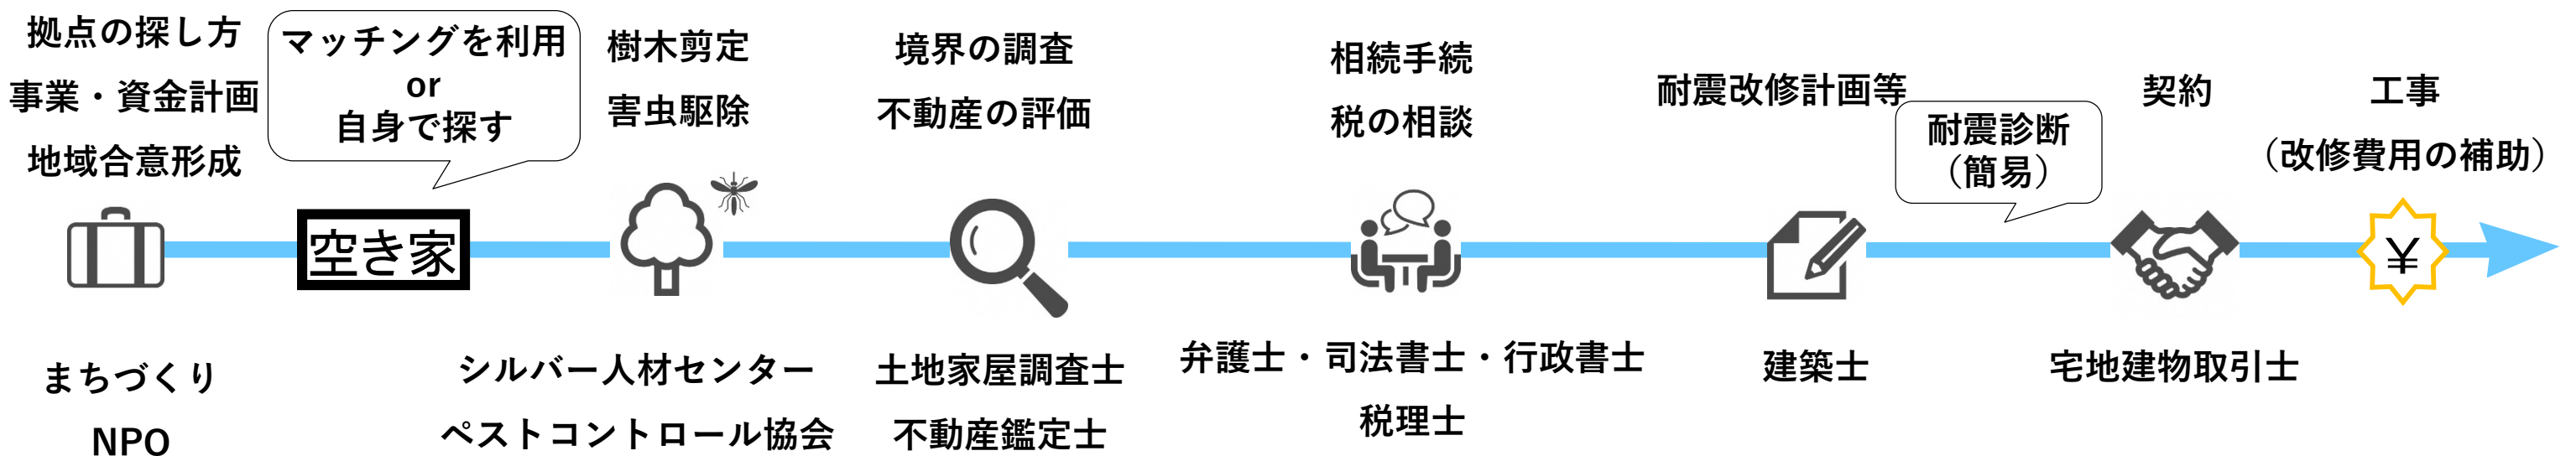 拠点の探し方
事業・資金計画
地域合意形成
マッチングを利用
or
自身で探す
樹木剪定
害虫駆除
境界の調査
不動産の評価
相続手続
税の相談
耐震改修計画等
耐震診断
（簡易）
契約
工事
（改修費用の補助）
空き家
¥
まちづくり
NPO
シルバー人材センター
ペストコントロール協会
土地家屋調査士
不動産鑑定士
弁護士・司法書士・行政書士
税理士
建築士
宅地建物取引士